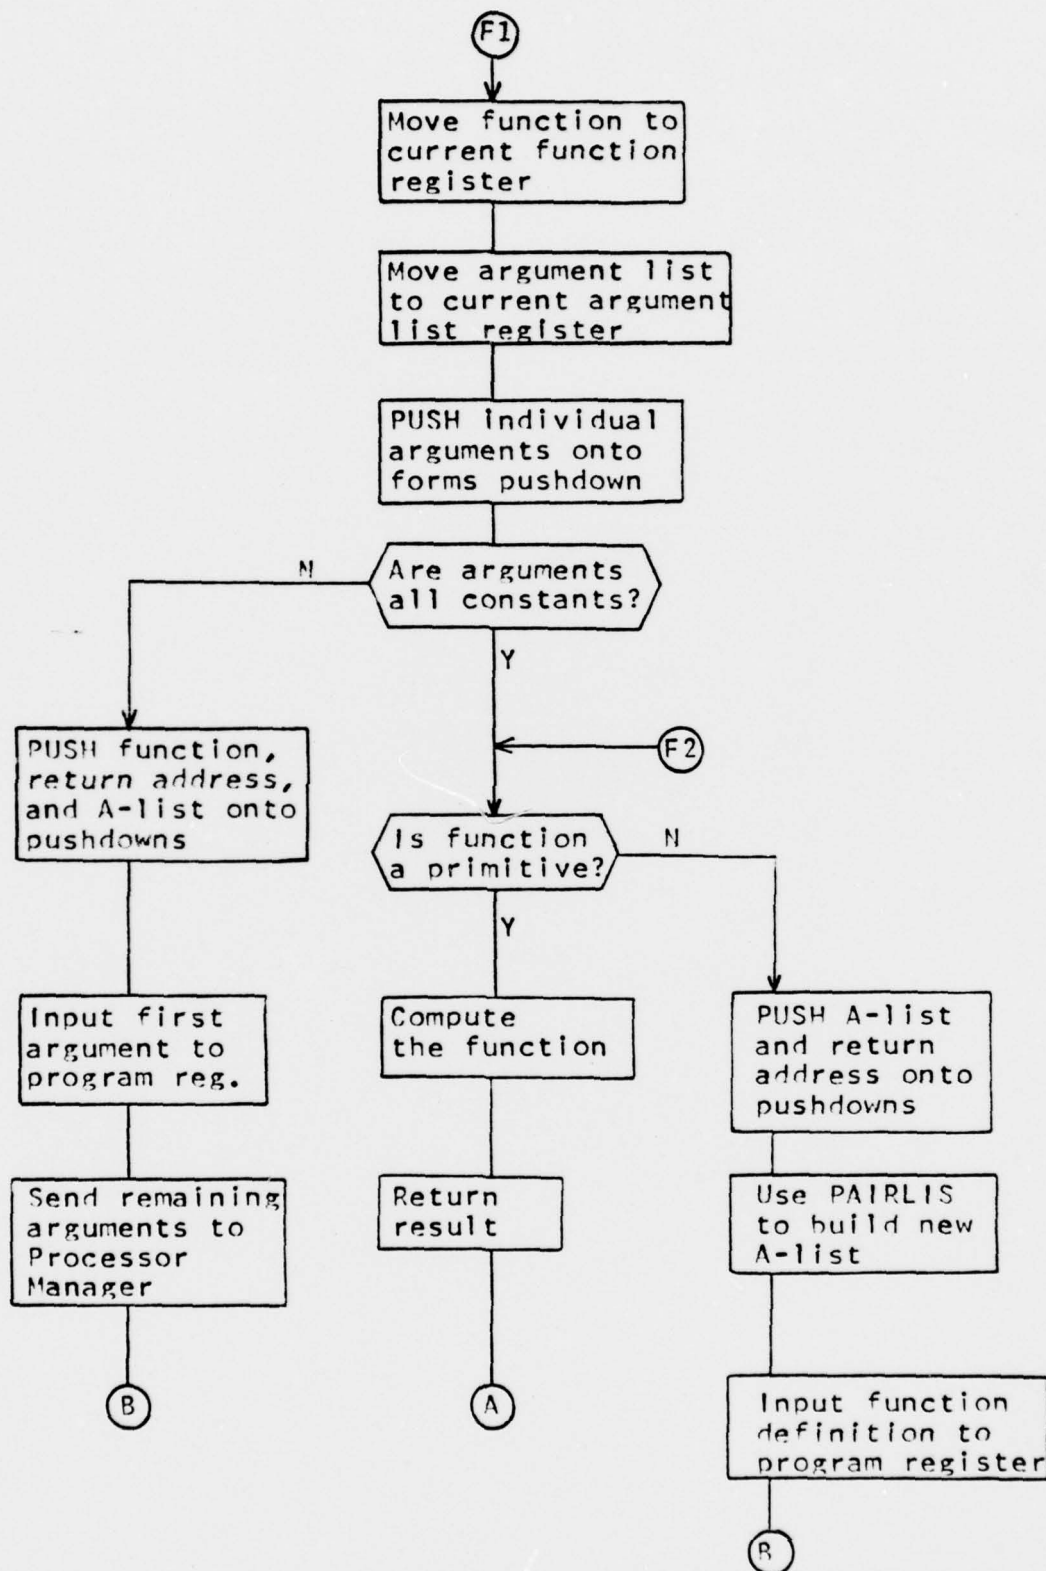 F1
Move function to
current function
register
Move argument list
to current argument
list register
PUSH individual
arguments onto
forms pushdown
N
Are arguments
all constants?
Y
F2
PUSH function,
return address,
and A-list onto
pushdowns
Is function
a primitive?
N
Y
Input first
argument to
program reg.
Compute
the function
PUSH A-list
and return
address onto
pushdowns
Send remaining
arguments to
Processor
Manager
Return
result
Use PAIRLIS
to build new
A-list
B
A
Input function
definition to
program register
B